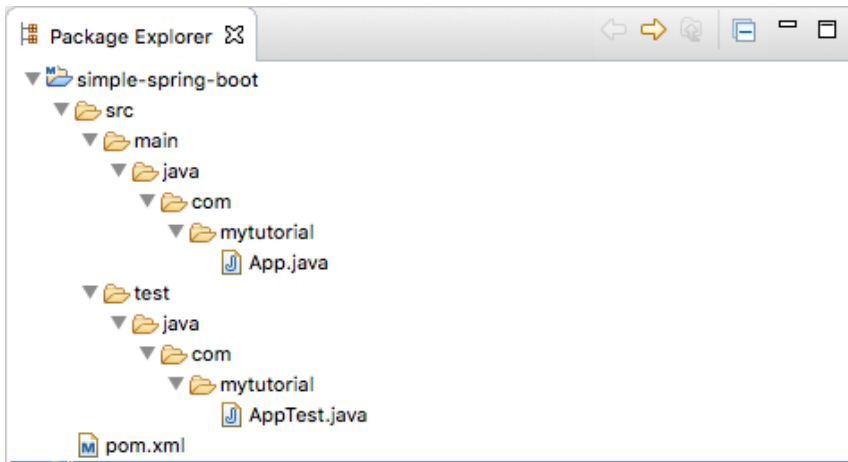 Package Explorer
simple-spring-boot
src
main
java
com
mytutorial
App.java
test
java
com
mytutorial
AppTest.java
pom.xml